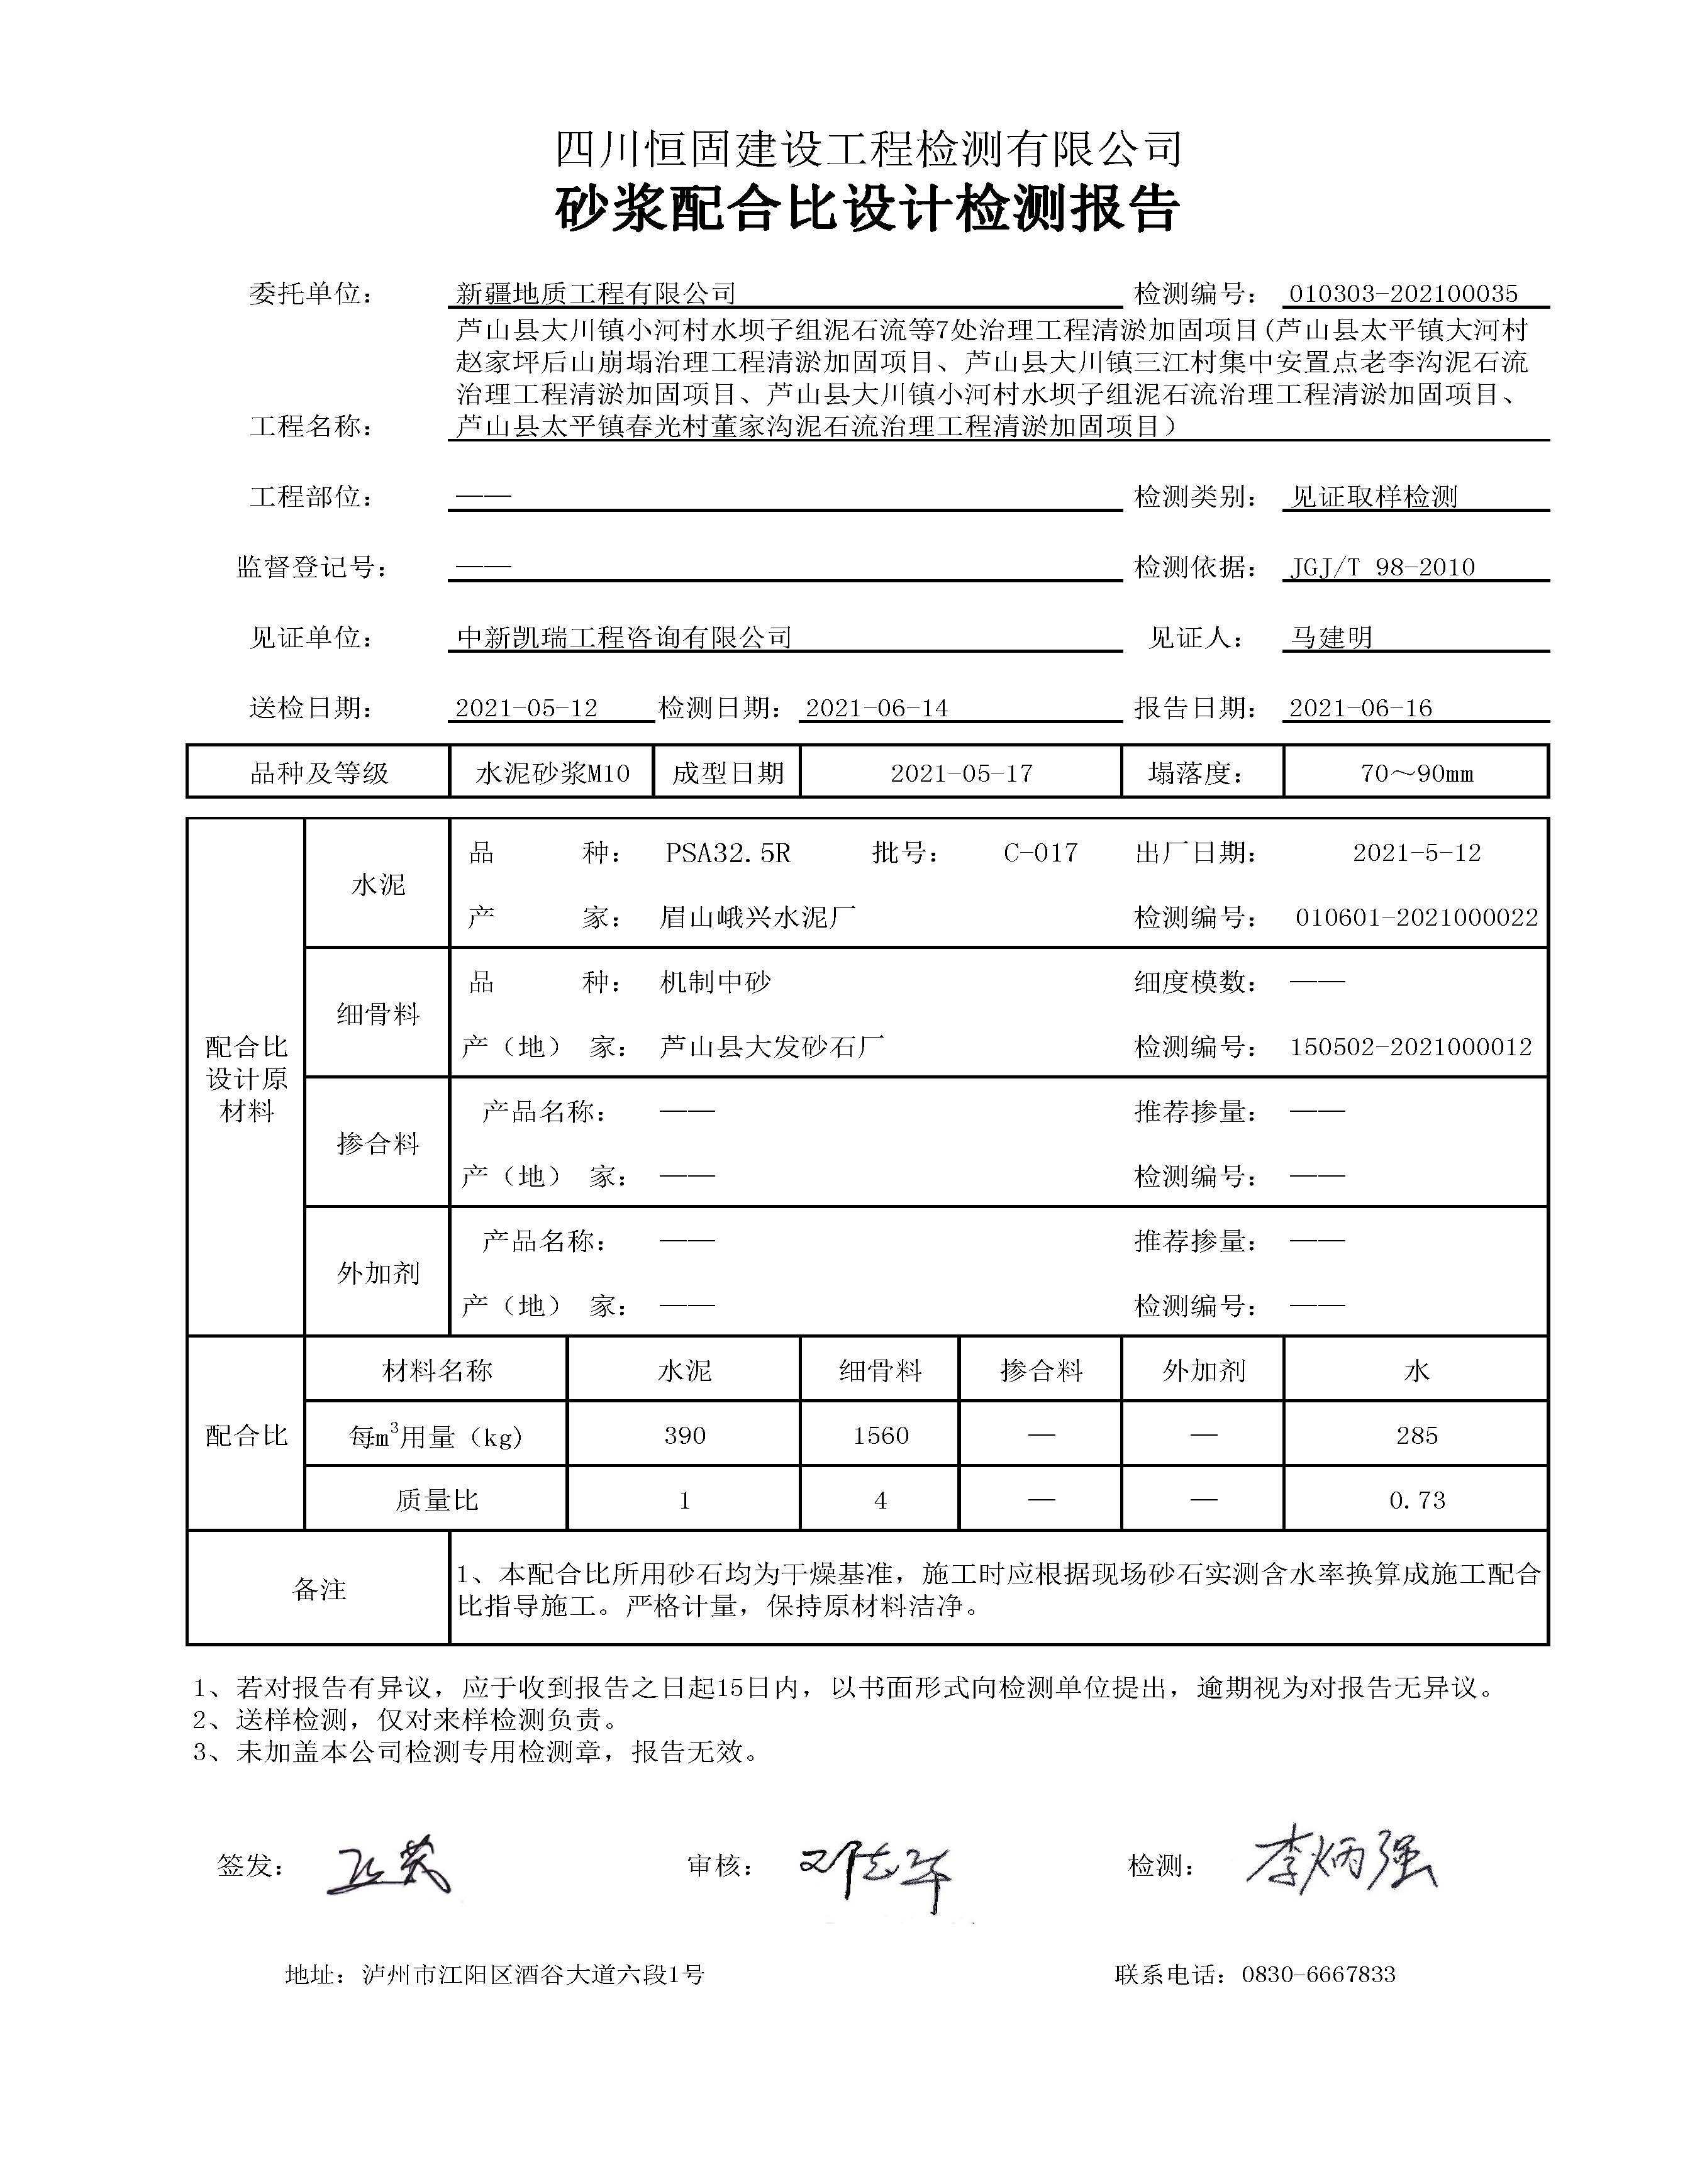 四川恒固建设工程检测有限公司
砂浆配合比设计检测报告
委托单位： 新疆地质工程有限公司 检测编号： 010303-202100035
芦山县大川镇小河村水坝子组泥石流等7处治理工程清淤加固项目(芦山县太平镇大河村
赵家坪后山崩塌治理工程清淤加固项目、芦山县大川镇三江村集中安置点老李沟泥石流
治理工程清淤加固项目、芦山县大川镇小河村水坝子组泥石流治理工程清淤加固项目、
工程名称： 芦山县太平镇春光村董家沟泥石流治理工程清淤加固项目）
工程部位： —— 检测类别： 见证取样检测
监督登记号： —— 检测依据： JGJ/T 98-2010
见证单位： 中新凯瑞工程咨询有限公司 见证人： 马建明
送检日期： 2021-05-12 检测日期： 2021-06-14 报告日期： 2021-06-16
品种及等级 水泥砂浆M10 成型日期 2021-05-17 塌落度： 70～90mm
配合比
设计原
材料
水泥
品 种： PSA32.5R 批号： C-017 出厂日期： 2021-5-12
产 家： 眉山峨兴水泥厂 检测编号： 010601-2021000022
细骨料
品 种： 机制中砂 细度模数： ——
产（地） 家： 芦山县大发砂石厂 检测编号： 150502-2021000012
掺合料
产品名称： —— 推荐掺量： ——
产（地） 家： —— 检测编号： ——
外加剂
产品名称： —— 推荐掺量： ——
产（地） 家： —— 检测编号： ——
配合比
材料名称 水泥 细骨料 掺合料 外加剂 水
每m³用量（kg) 390 1560 — — 285
质量比 1 4 — — 0.73
备注
1、本配合比所用砂石均为干燥基准，施工时应根据现场砂石实测含水率换算成施工配合
比指导施工。严格计量，保持原材料洁净。
1、若对报告有异议，应于收到报告之日起15日内，以书面形式向检测单位提出，逾期视为对报告无异议。
2、送样检测，仅对来样检测负责。
3、未加盖本公司检测专用检测章，报告无效。
签发： 审核： 检测： 李炳强
地址：泸州市江阳区酒谷大道六段1号 联系电话：0830-6667833